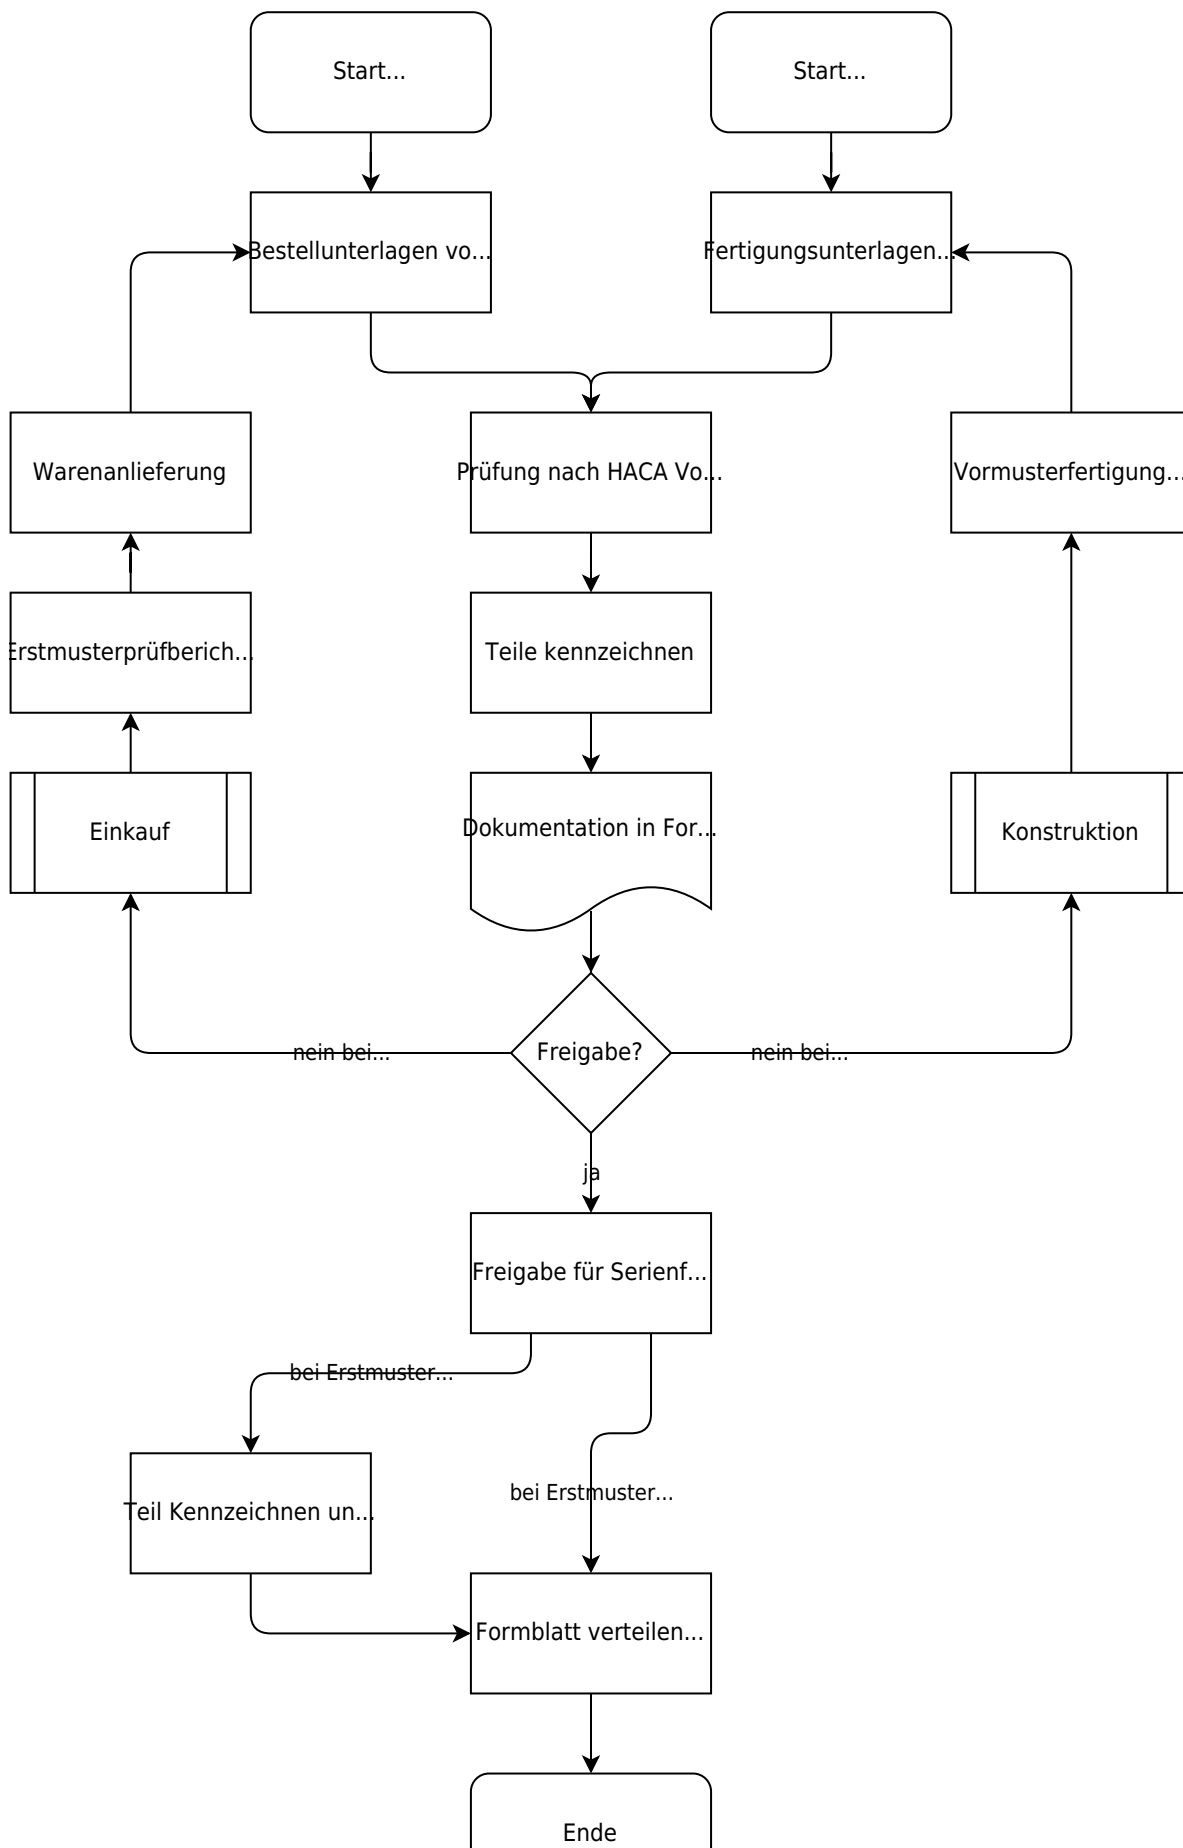 Start...
Start...
Bestellunterlagen vo...
Fertigungsunterlagen...
Warenanlieferung
Prüfung nach HACA Vo...
Vormusterfertigung...
Erstmusterprüfberich...
Teile kennzeichnen
Einkauf
Dokumentation in For...
Konstruktion
nein bei...
Freigabe?
nein bei...
ja
Freigabe für Serienf...
bei Erstmuster...
bei Erstmuster...
Teil Kennzeichnen un...
Formblatt verteilen...
Ende